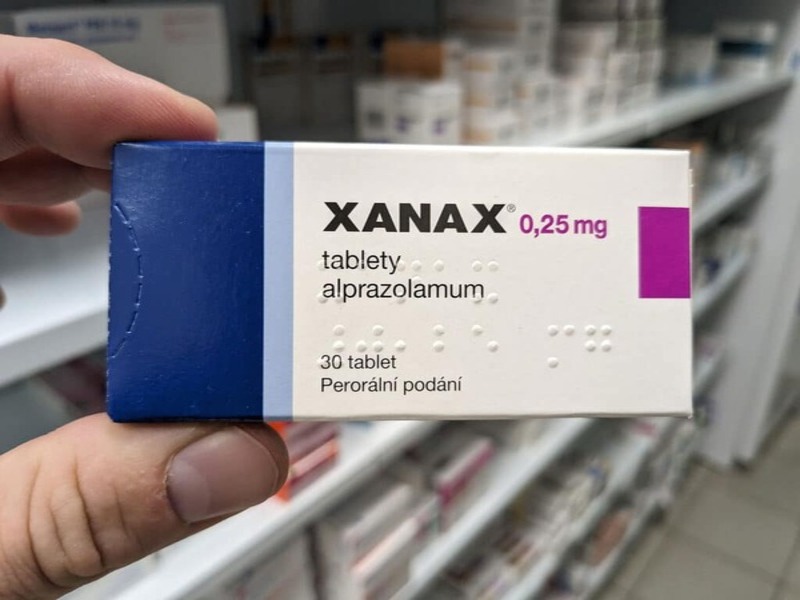 XANAX® 0,25 mg
tablety
alprazolamum
30 tablet
Perorální podání